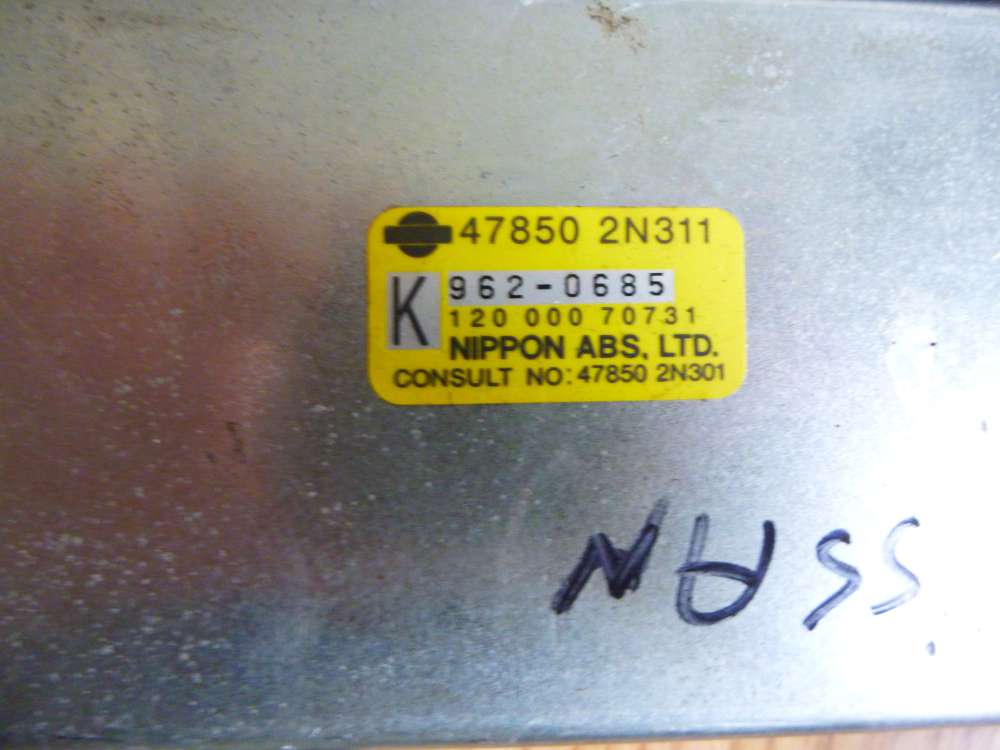 47850 2N311
K 962-0685
120 000 70731
NIPPON ABS, LTD.
CONSULT NO: 47850 2N301
SSAN